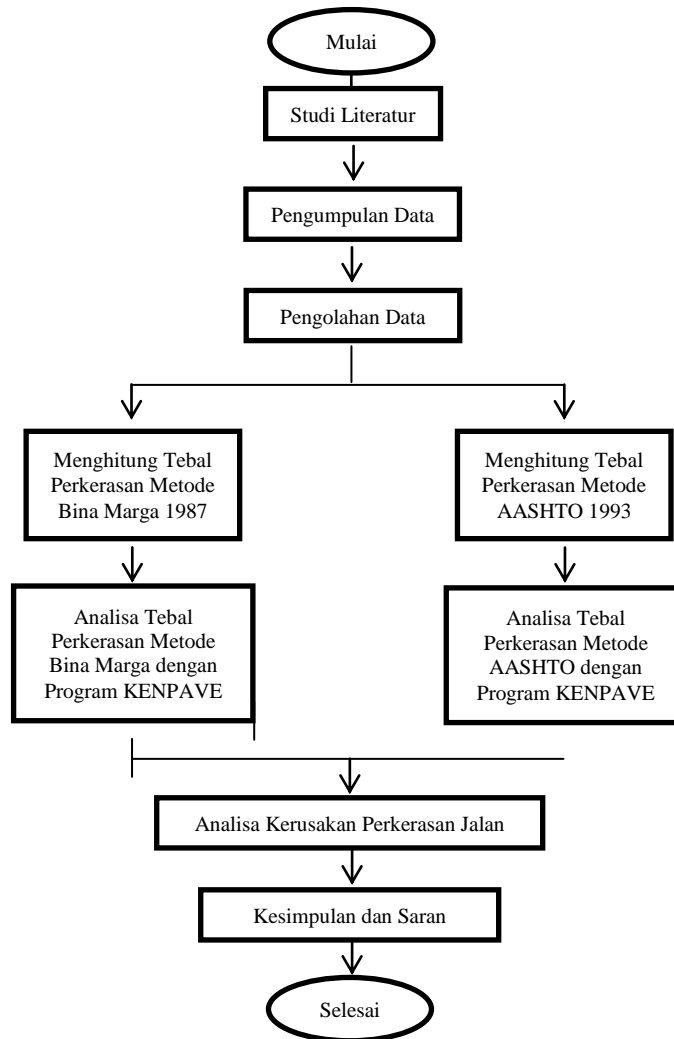 Mulai
Studi Literatur
Pengumpulan Data
Pengolahan Data
Menghitung Tebal
Perkerasan Metode
Bina Marga 1987
Menghitung Tebal
Perkerasan Metode
AASHTO 1993
Analisa Tebal
Perkerasan Metode
Bina Marga dengan
Program KENPAVE
Analisa Tebal
Perkerasan Metode
AASHTO dengan
Program KENPAVE
Analisa Kerusakan Perkerasan Jalan
Kesimpulan dan Saran
Selesai